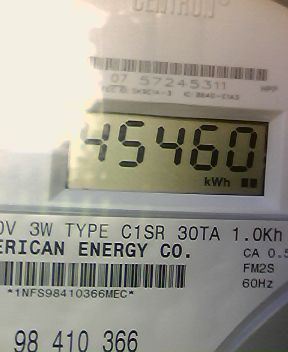 CENTRON®
07 57245311 HPP
45460
kWh
0V 3W TYPE C1SR 30TA 1.0Kh
ERICAN ENERGY CO.
CA 0.5
FM2S
*1NFS98410366MEC*
60Hz
98 410 366